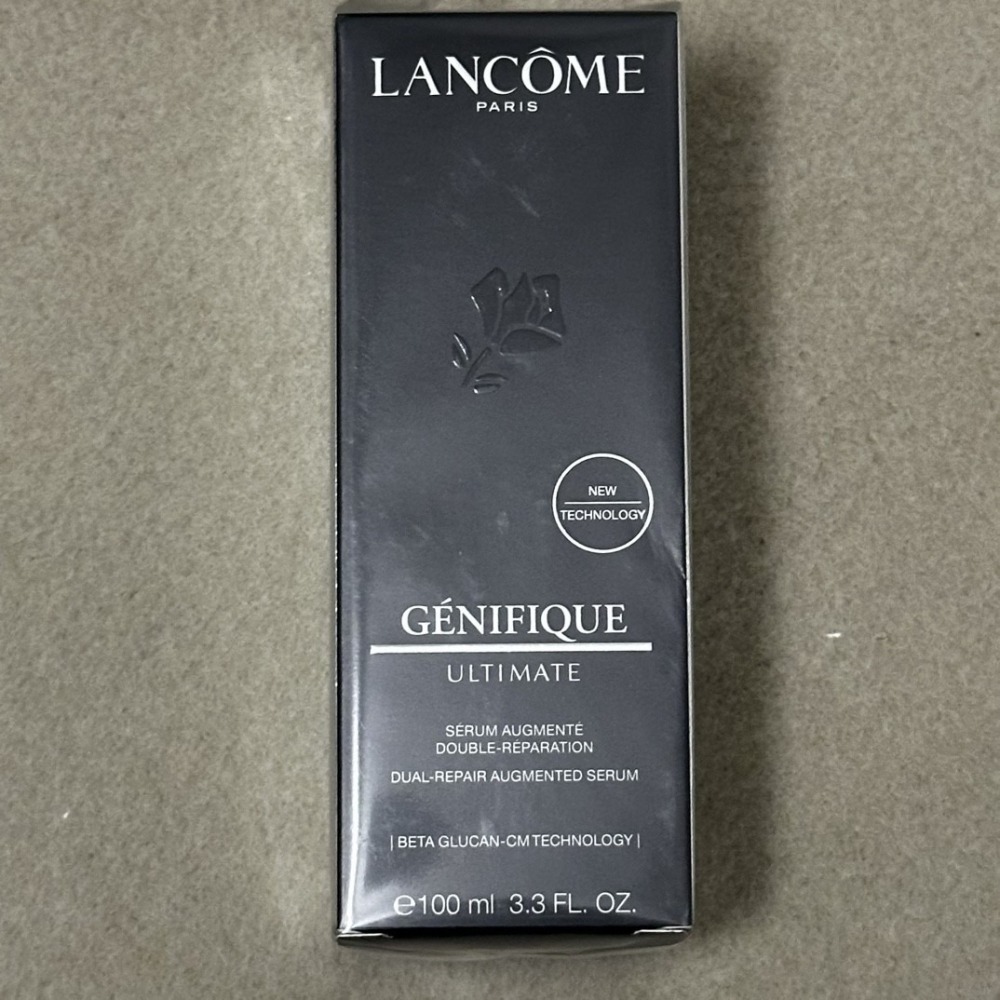 LANCÔME
PARIS
NEW
TECHNOLOGY
GÉNIFIQUE
ULTIMATE
SÉRUM AUGMENTÉ
DOUBLE-RÉPARATION
DUAL-REPAIR AUGMENTED SERUM
| BETA GLUCAN-CM TECHNOLOGY |
℮100 ml 3.3 FL. OZ.